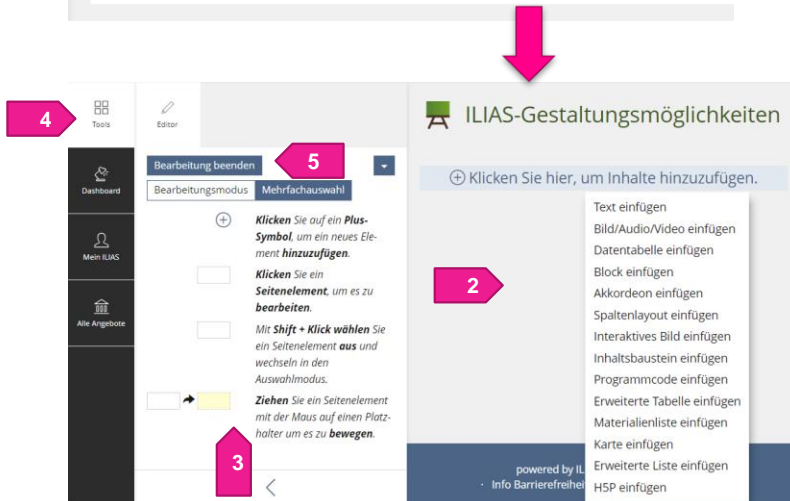 4
Tools
Editor
ILIAS-Gestaltungsmöglichkeiten
Bearbeitung beenden
5
Bearbeitungsmodus
Mehrfachauswahl
Dashboard
Mein ILIAS
Alle Angebote
Klicken Sie auf ein Plus-
Symbol, um ein neues Ele-
ment hinzuzufügen.
Klicken Sie ein
Seitenelement, um es zu
bearbeiten.
Mit Shift + Klick wählen Sie
ein Seitenelement aus und
wechseln in den
Auswahlmodus.
Ziehen Sie ein Seitenelement
mit der Maus auf einen Platz-
halter um es zu bewegen.
3
Klicken Sie hier, um Inhalte hinzuzufügen.
2
Text einfügen
Bild/Audio/Video einfügen
Datentabelle einfügen
Block einfügen
Akkordeon einfügen
Spaltenlayout einfügen
Interaktives Bild einfügen
Inhaltsbaustein einfügen
Programmcode einfügen
Erweiterte Tabelle einfügen
Materialienliste einfügen
Karte einfügen
Erweiterte Liste einfügen
H5P einfügen
powered by IL
· Info Barrierefreihei